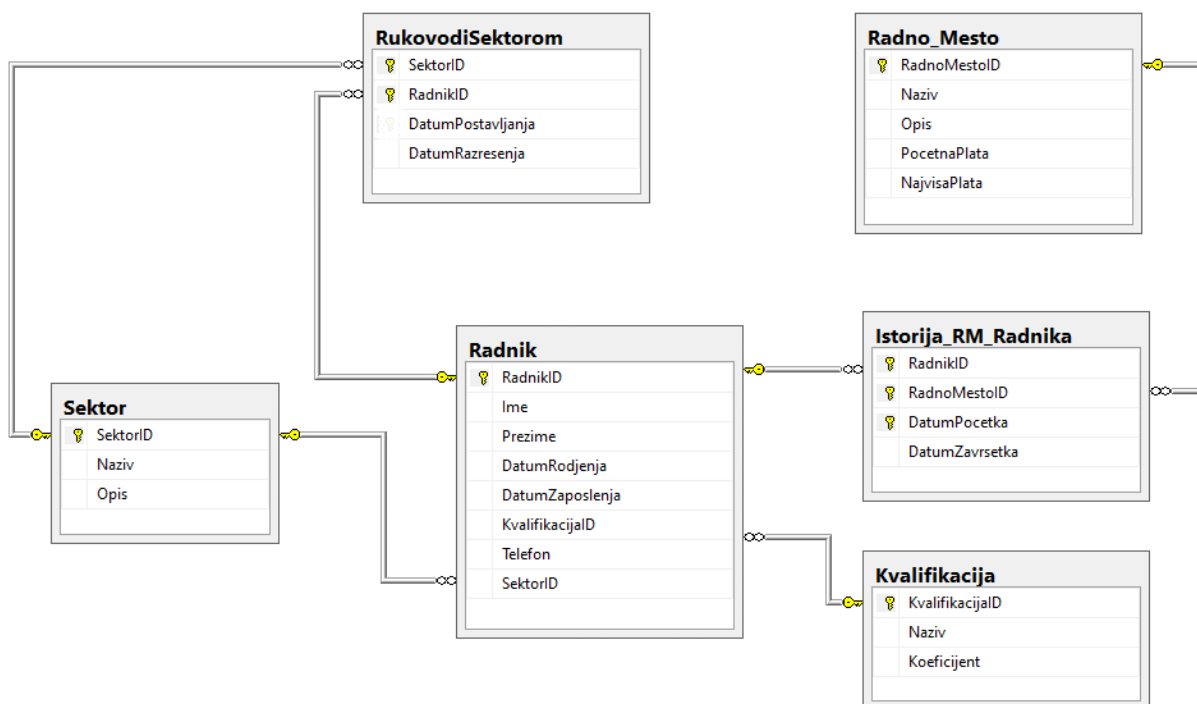 RukovodiSektorom
SektorID
RadnikID
DatumPostavljanja
DatumRazresenja
Radno_Mesto
RadnoMestoID
Naziv
Opis
PocetnaPlata
NajvisaPlata
Sektor
SektorID
Naziv
Opis
Radnik
RadnikID
Ime
Prezime
DatumRodjenja
DatumZaposlenja
KvalifikacijaID
Telefon
SektorID
Istorija_RM_Radnika
RadnikID
RadnoMestoID
DatumPocetka
DatumZavrsetka
Kvalifikacija
KvalifikacijaID
Naziv
Koeficijent